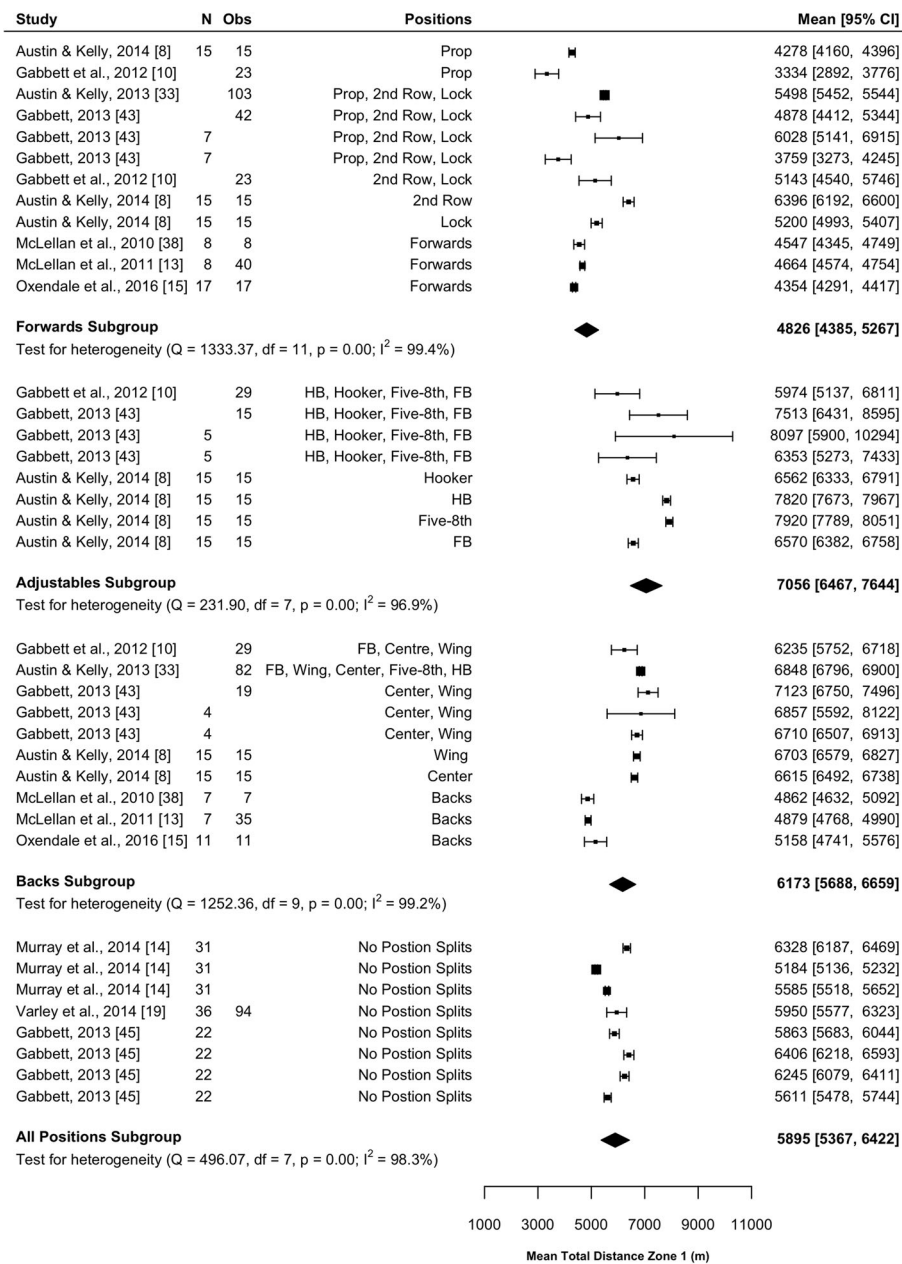 Study N Obs Positions Mean [95% CI]
Austin & Kelly, 2014 [8] 15 15 Prop 4278 [4160, 4396]
Gabbett et al., 2012 [10] 23 Prop 3334 [2892, 3776]
Austin & Kelly, 2013 [33] 103 Prop, 2nd Row, Lock 5498 [5452, 5544]
Gabbett, 2013 [43] 42 Prop, 2nd Row, Lock 4878 [4412, 5344]
Gabbett, 2013 [43] 7 Prop, 2nd Row, Lock 6028 [5141, 6915]
Gabbett, 2013 [43] 7 Prop, 2nd Row, Lock 3759 [3273, 4245]
Gabbett et al., 2012 [10] 23 2nd Row, Lock 5143 [4540, 5746]
Austin & Kelly, 2014 [8] 15 15 2nd Row 6396 [6192, 6600]
Austin & Kelly, 2014 [8] 15 15 Lock 5200 [4993, 5407]
McLellan et al., 2010 [38] 8 8 Forwards 4547 [4345, 4749]
McLellan et al., 2011 [13] 8 40 Forwards 4664 [4574, 4754]
Oxendale et al., 2016 [15] 17 17 Forwards 4354 [4291, 4417]
Forwards Subgroup 4826 [4385, 5267]
Test for heterogeneity (Q = 1333.37, df = 11, p = 0.00; I² = 99.4%)
Gabbett et al., 2012 [10] 29 HB, Hooker, Five-8th, FB 5974 [5137, 6811]
Gabbett, 2013 [43] 15 HB, Hooker, Five-8th, FB 7513 [6431, 8595]
Gabbett, 2013 [43] 5 HB, Hooker, Five-8th, FB 8097 [5900, 10294]
Gabbett, 2013 [43] 5 HB, Hooker, Five-8th, FB 6353 [5273, 7433]
Austin & Kelly, 2014 [8] 15 15 Hooker 6562 [6333, 6791]
Austin & Kelly, 2014 [8] 15 15 HB 7820 [7673, 7967]
Austin & Kelly, 2014 [8] 15 15 Five-8th 7920 [7789, 8051]
Austin & Kelly, 2014 [8] 15 15 FB 6570 [6382, 6758]
Adjustables Subgroup 7056 [6467, 7644]
Test for heterogeneity (Q = 231.90, df = 7, p = 0.00; I² = 96.9%)
Gabbett et al., 2012 [10] 29 FB, Centre, Wing 6235 [5752, 6718]
Austin & Kelly, 2013 [33] 82 FB, Wing, Center, Five-8th, HB 6848 [6796, 6900]
Gabbett, 2013 [43] 19 Center, Wing 7123 [6750, 7496]
Gabbett, 2013 [43] 4 Center, Wing 6857 [5592, 8122]
Gabbett, 2013 [43] 4 Center, Wing 6710 [6507, 6913]
Austin & Kelly, 2014 [8] 15 15 Wing 6703 [6579, 6827]
Austin & Kelly, 2014 [8] 15 15 Center 6615 [6492, 6738]
McLellan et al., 2010 [38] 7 7 Backs 4862 [4632, 5092]
McLellan et al., 2011 [13] 7 35 Backs 4879 [4768, 4990]
Oxendale et al., 2016 [15] 11 11 Backs 5158 [4741, 5576]
Backs Subgroup 6173 [5688, 6659]
Test for heterogeneity (Q = 1252.36, df = 9, p = 0.00; I² = 99.2%)
Murray et al., 2014 [14] 31 No Postion Splits 6328 [6187, 6469]
Murray et al., 2014 [14] 31 No Postion Splits 5184 [5136, 5232]
Murray et al., 2014 [14] 31 No Postion Splits 5585 [5518, 5652]
Varley et al., 2014 [19] 36 94 No Postion Splits 5950 [5577, 6323]
Gabbett, 2013 [45] 22 No Postion Splits 5863 [5683, 6044]
Gabbett, 2013 [45] 22 No Postion Splits 6406 [6218, 6593]
Gabbett, 2013 [45] 22 No Postion Splits 6245 [6079, 6411]
Gabbett, 2013 [45] 22 No Postion Splits 5611 [5478, 5744]
All Positions Subgroup 5895 [5367, 6422]
Test for heterogeneity (Q = 496.07, df = 7, p = 0.00; I² = 98.3%)
1000 3000 5000 7000 9000 11000
Mean Total Distance Zone 1 (m)